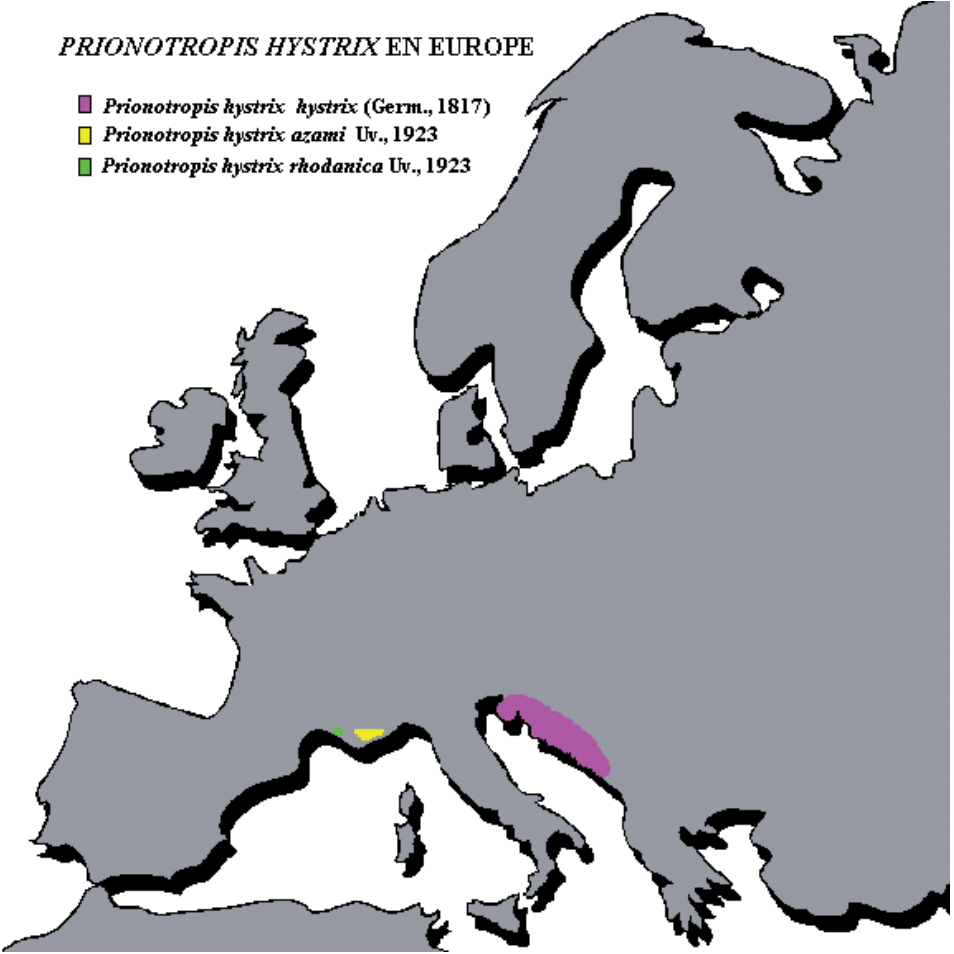 PRIONOTROPIS HYSTRIX EN EUROPE
Prionotropis hystrix hystrix (Germ., 1817)
Prionotropis hystrix azami Uv., 1923
Prionotropis hystrix rhodanica Uv., 1923